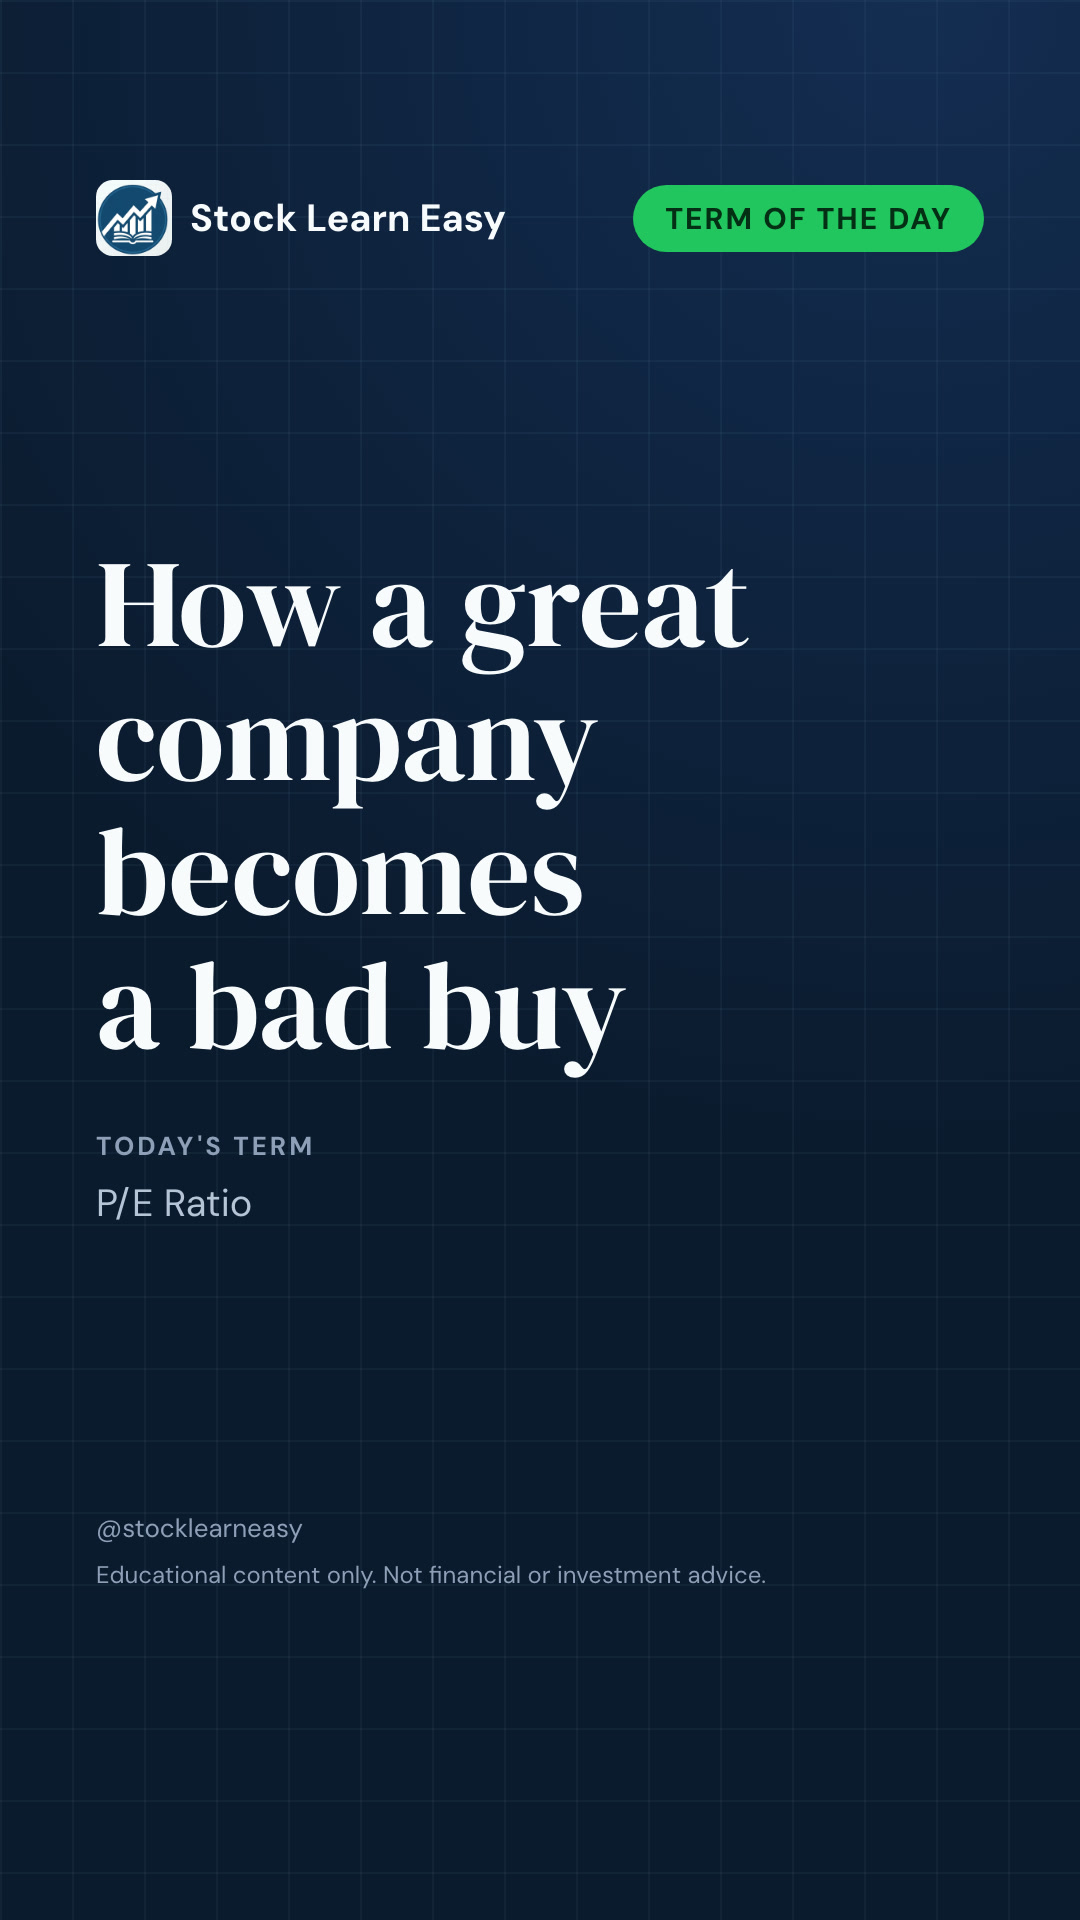 Stock Learn Easy
TERM OF THE DAY
How a great
company
becomes
a bad buy
TODAY'S TERM
P/E Ratio
@stocklearneasy
Educational content only. Not financial or investment advice.